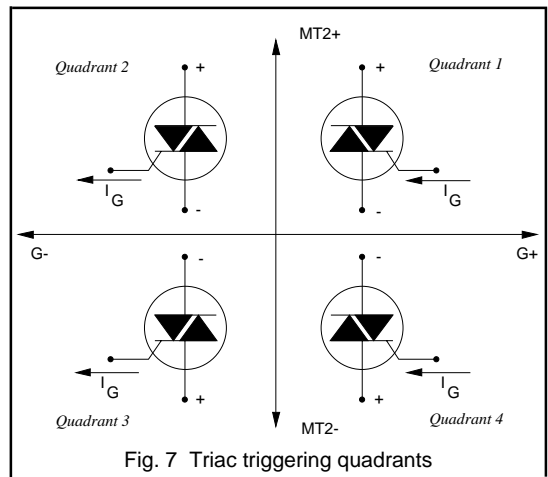 MT2+
Quadrant 2
Quadrant 1
+
+
I G
I G
-
-
G-
G+
-
-
I G
I G
+
+
Quadrant 3
Quadrant 4
MT2-
Fig. 7 Triac triggering quadrants